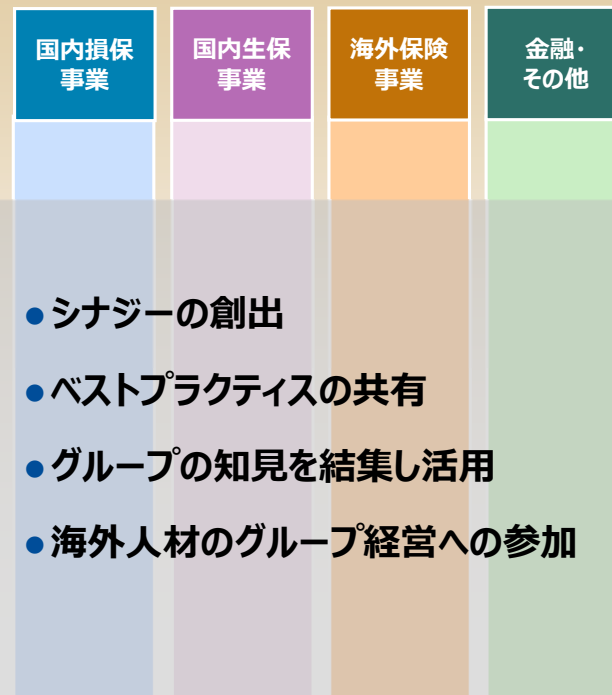 国内損保
事業
国内生保
事業
海外保険
事業
金融・
その他
●シナジーの創出
●ベストプラクティスの共有
●グループの知見を結集し活用
●海外人材のグループ経営への参加